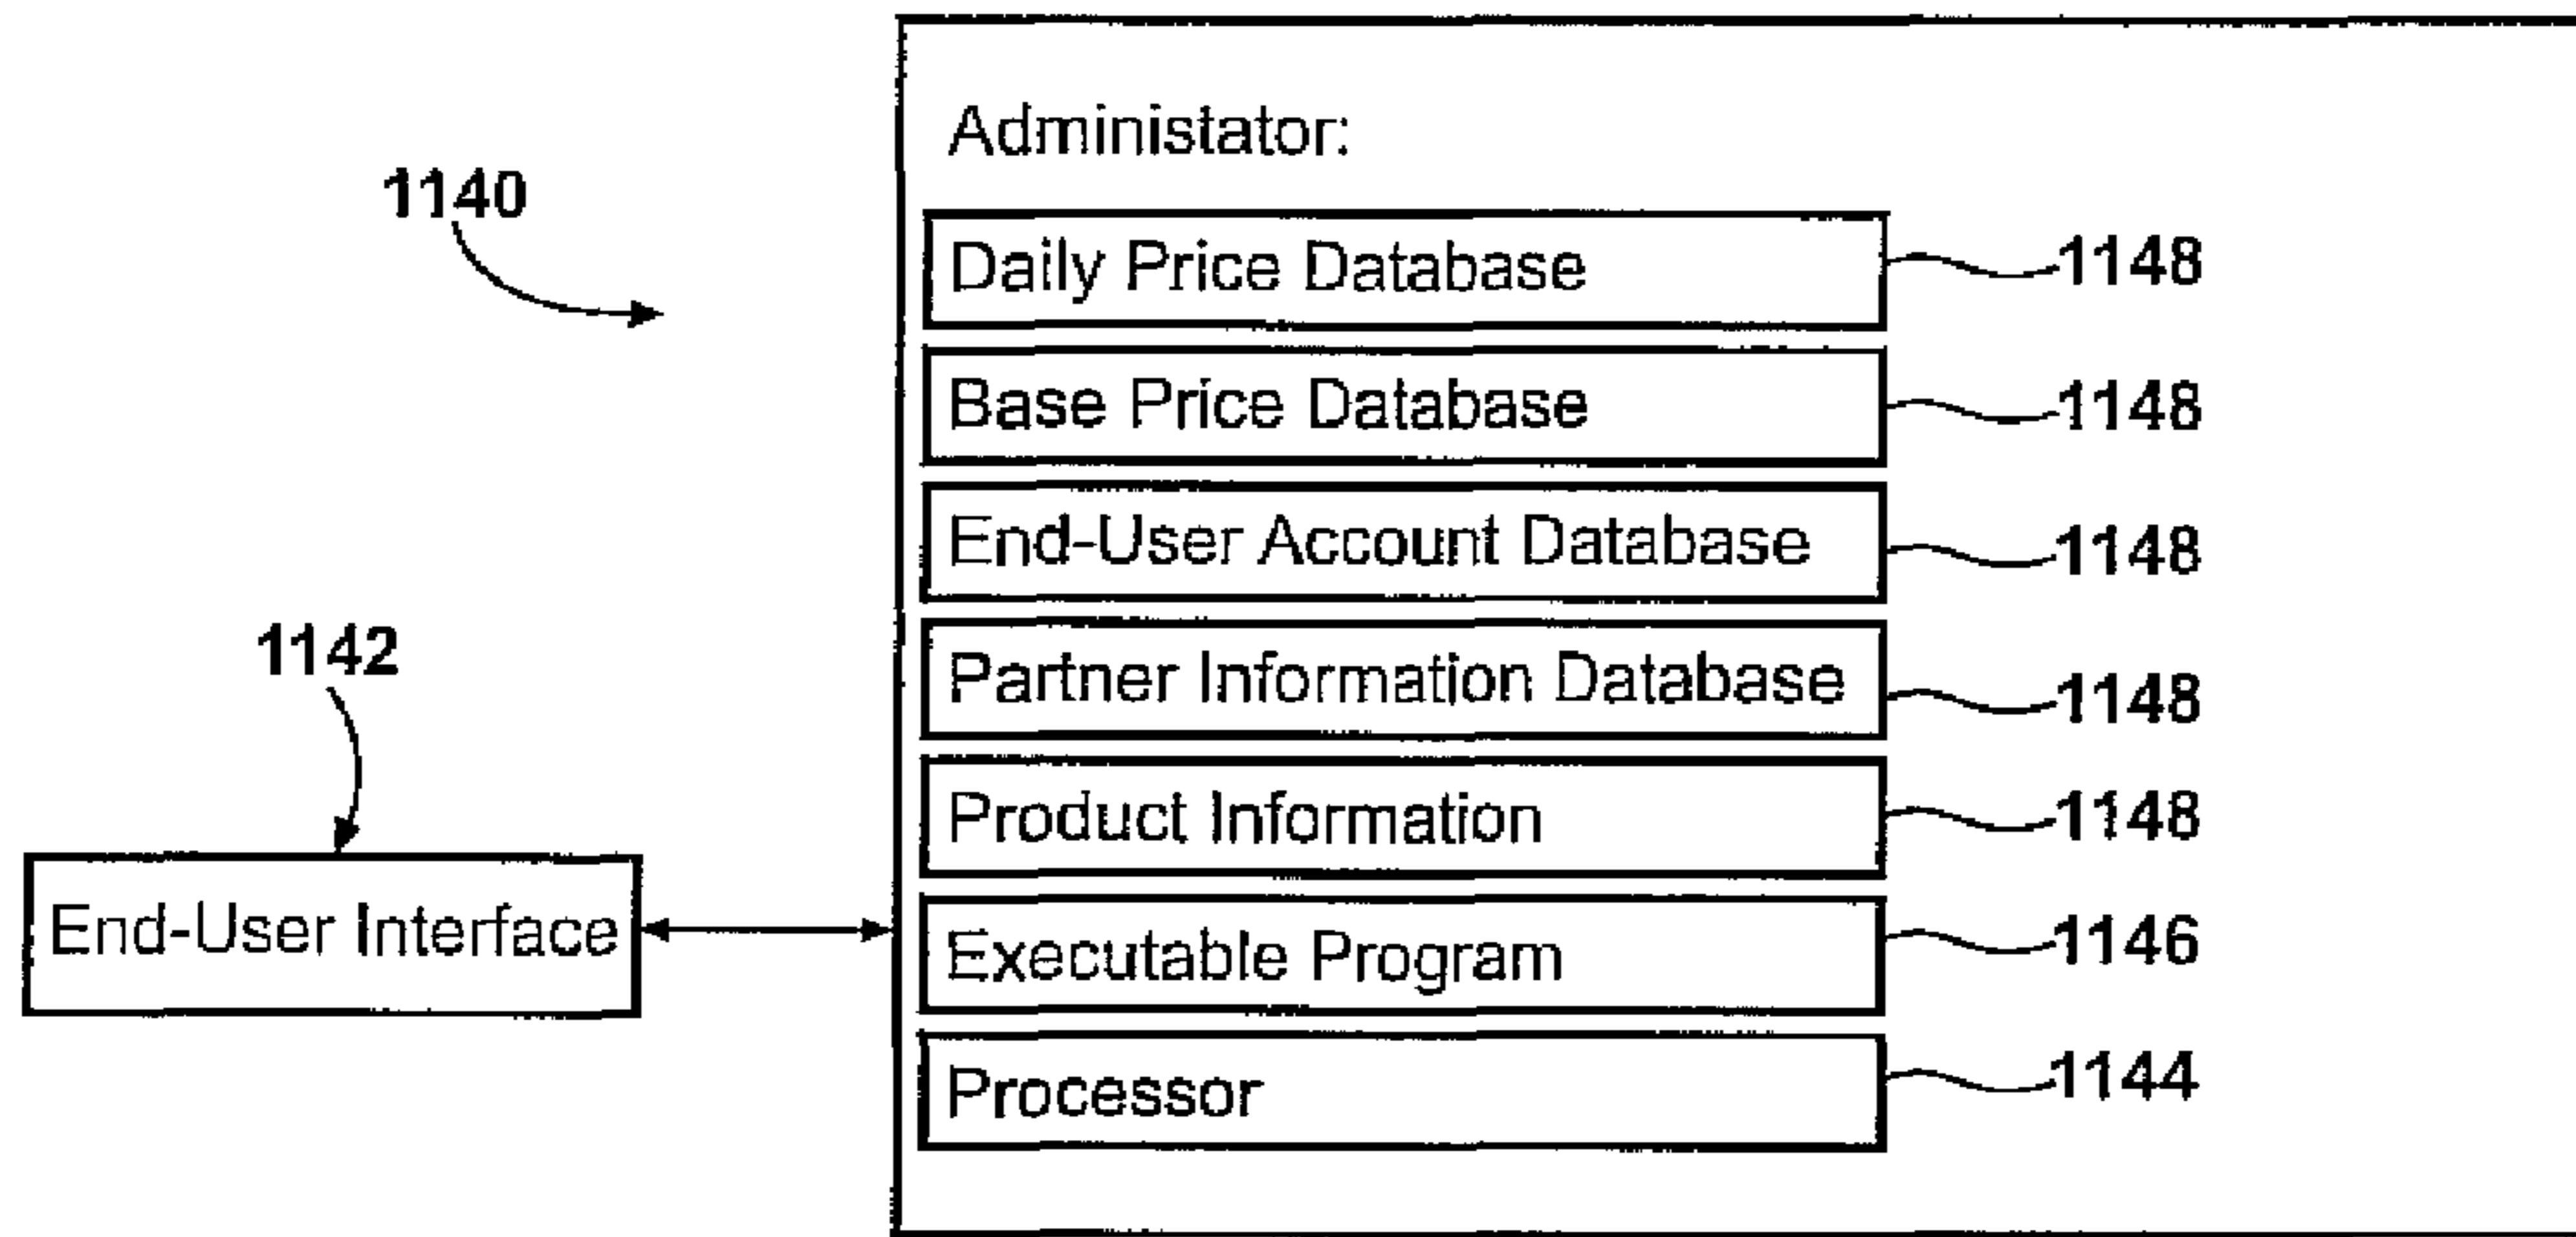 Administator:
1140
Daily Price Database 1148
Base Price Database 1148
End-User Account Database 1148
Partner Information Database 1148
1142
Product Information 1148
End-User Interface
Executable Program 1146
Processor 1144